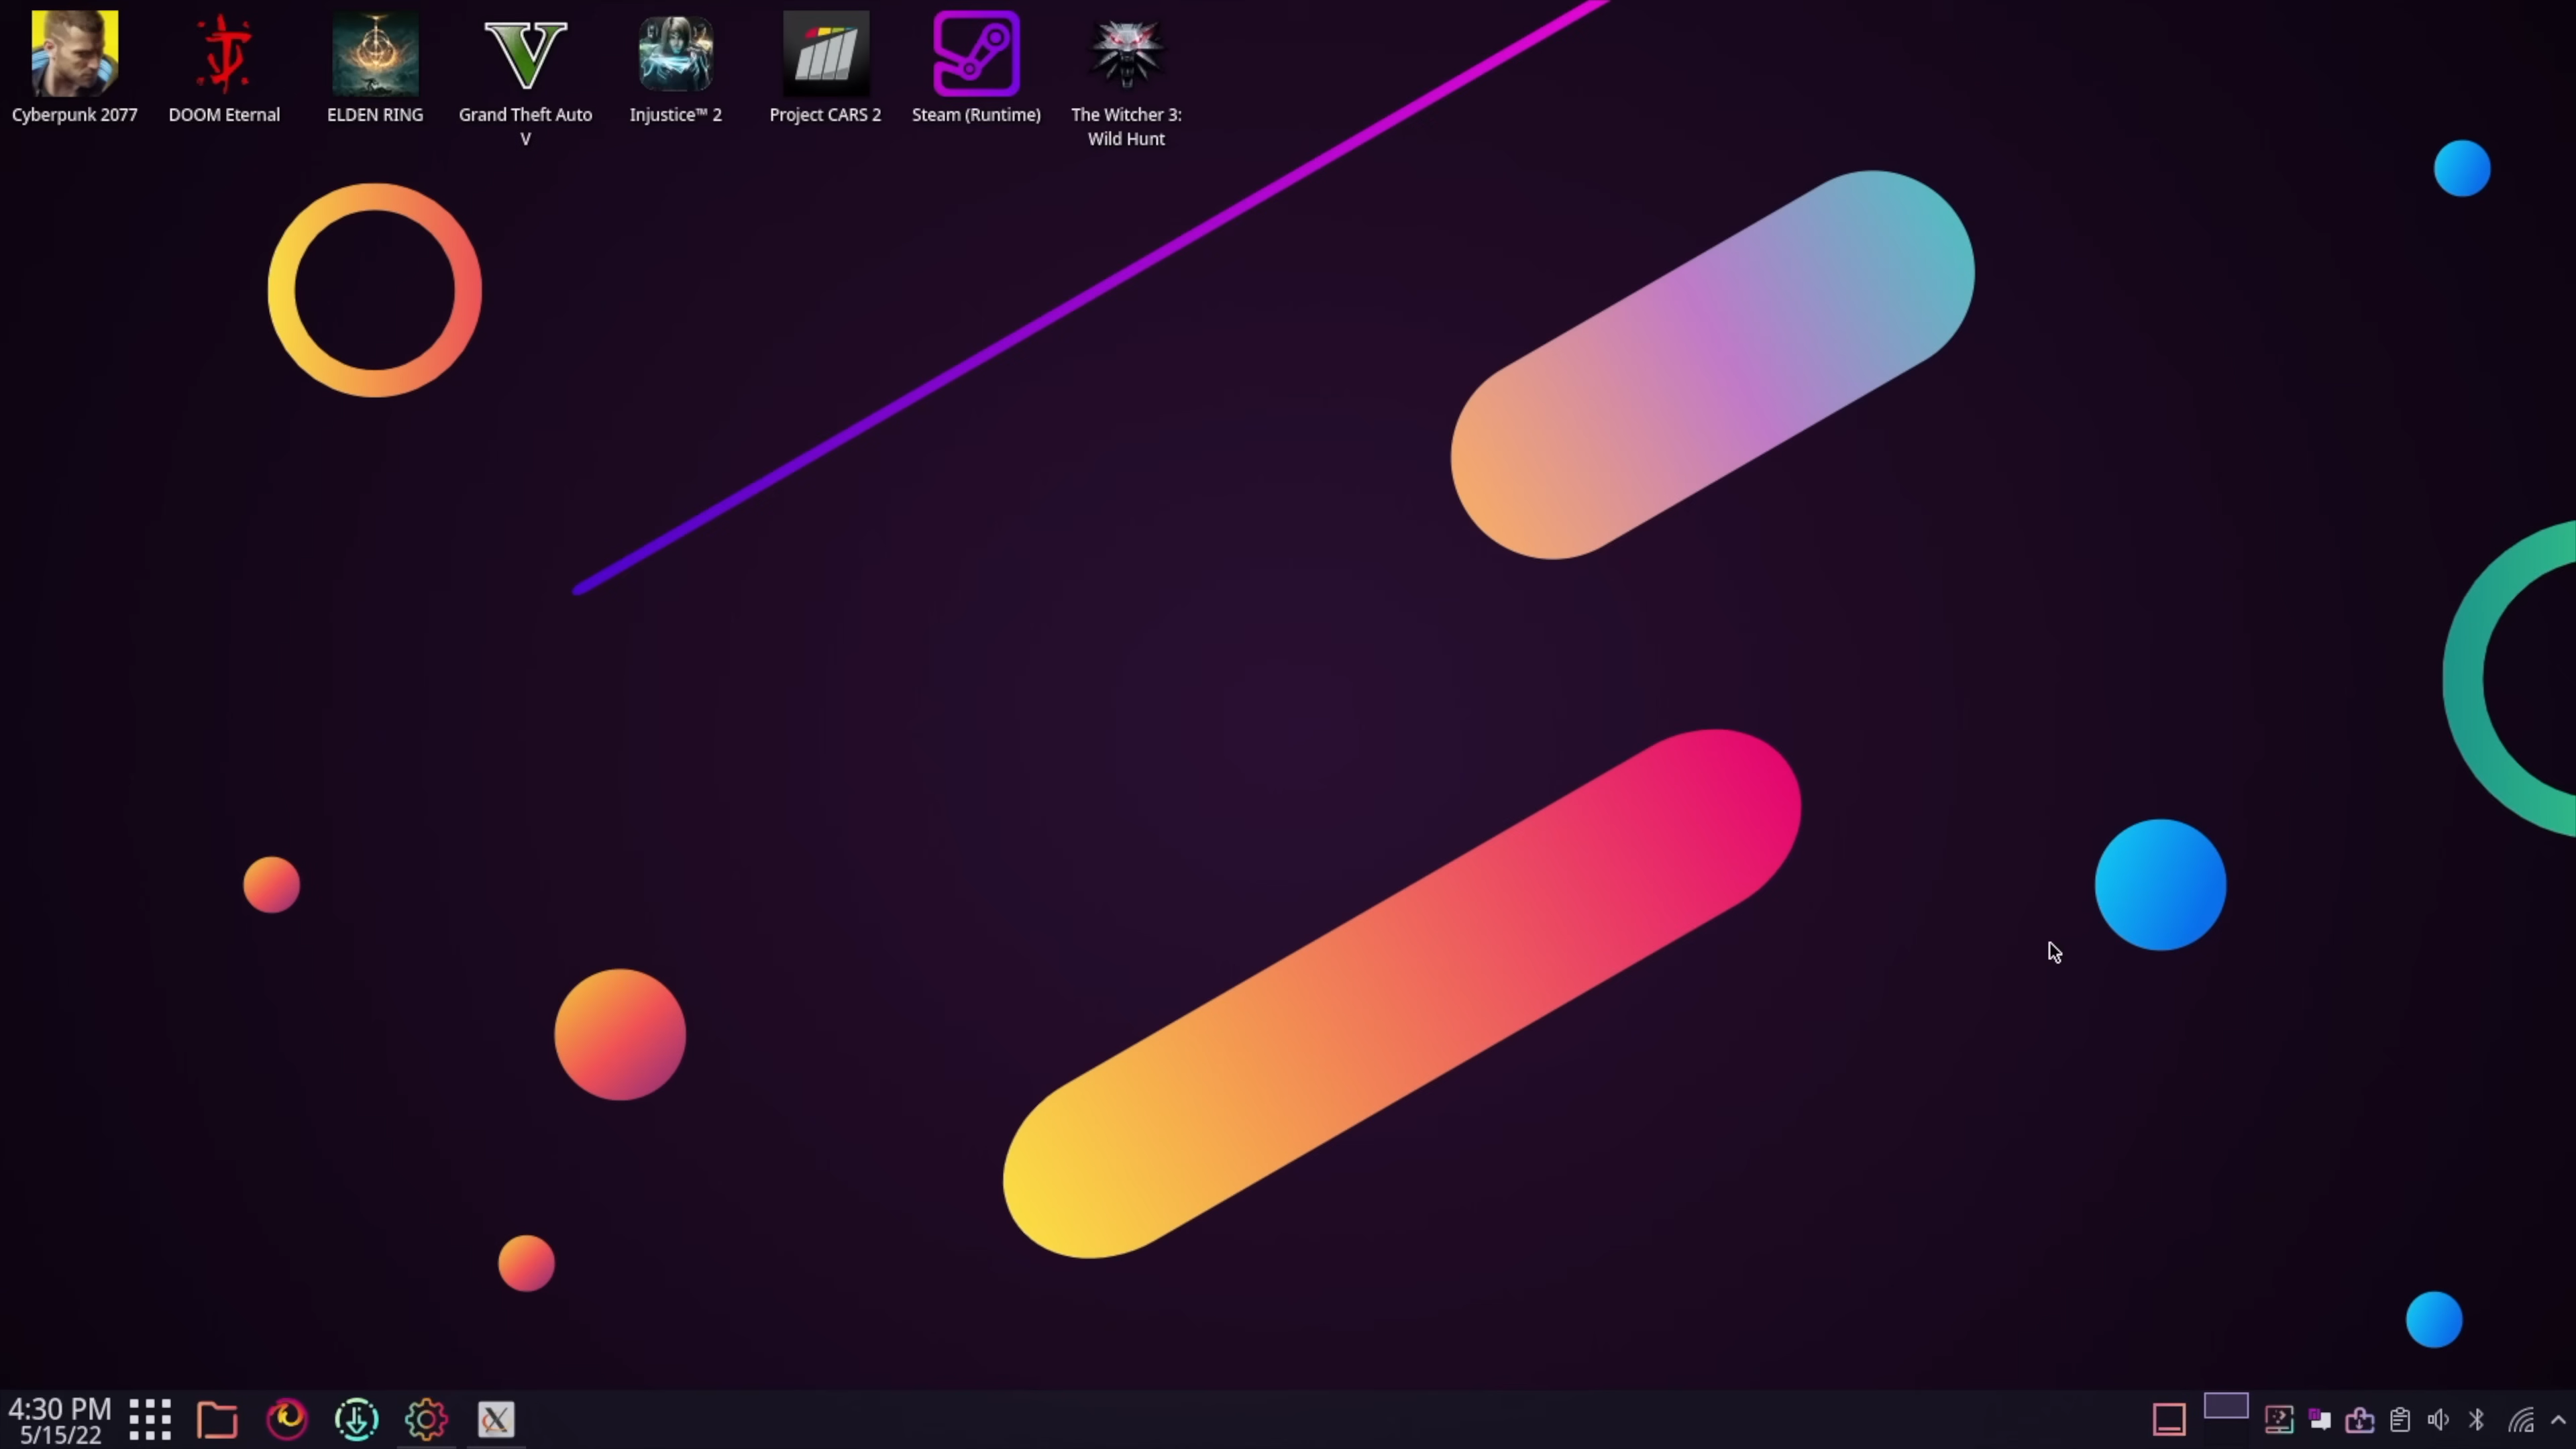 Cyberpunk 2077
DOOM Eternal
ELDEN RING
Grand Theft Auto
V
Injustice™ 2
Project CARS 2
Steam (Runtime)
The Witcher 3:
Wild Hunt
4:30 PM
5/15/22